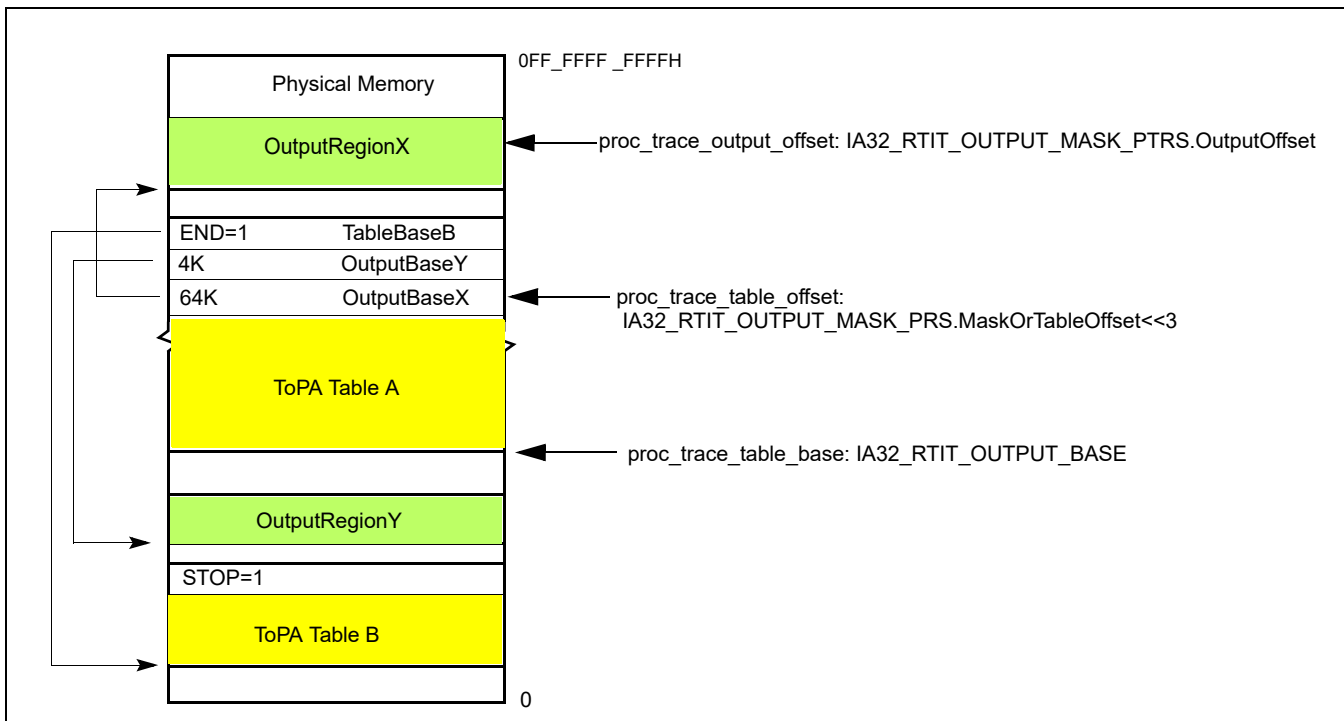 0FF_FFFF _FFFFH
Physical Memory
OutputRegionX
proc_trace_output_offset: IA32_RTIT_OUTPUT_MASK_PTRS.OutputOffset
END=1 TableBaseB
4K OutputBaseY
64K OutputBaseX
proc_trace_table_offset:
IA32_RTIT_OUTPUT_MASK_PRS.MaskOrTableOffset<<3
ToPA Table A
proc_trace_table_base: IA32_RTIT_OUTPUT_BASE
OutputRegionY
STOP=1
ToPA Table B
0